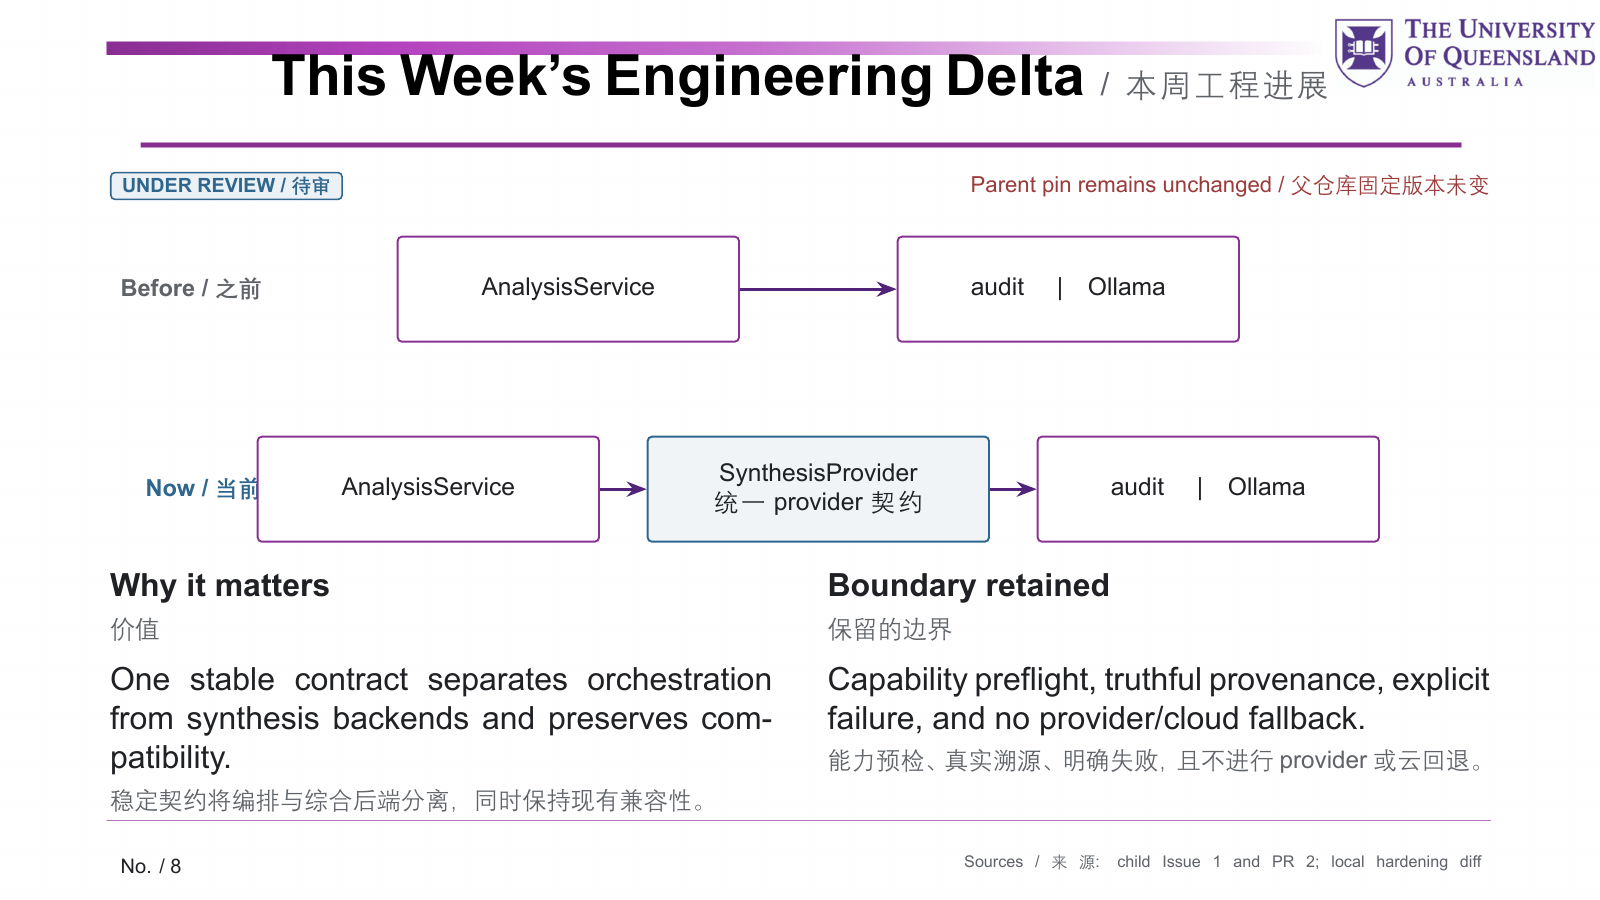 THE UNIVERSITY
OF QUEENSLAND
AUSTRALIA
This Week’s Engineering Delta / 本周工程进展
UNDER REVIEW / 待审
Parent pin remains unchanged / 父仓库固定版本未变
Before / 之前
AnalysisService
audit | Ollama
Now / 当前
AnalysisService
SynthesisProvider
统一 provider 契约
audit | Ollama
Why it matters
价值
One stable contract separates orchestration
from synthesis backends and preserves com-
patibility.
稳定契约将编排与综合后端分离，同时保持现有兼容性。
Boundary retained
保留的边界
Capability preflight, truthful provenance, explicit
failure, and no provider/cloud fallback.
能力预检、真实溯源、明确失败，且不进行 provider 或云回退。
No. / 8
Sources / 来源: child Issue 1 and PR 2; local hardening diff